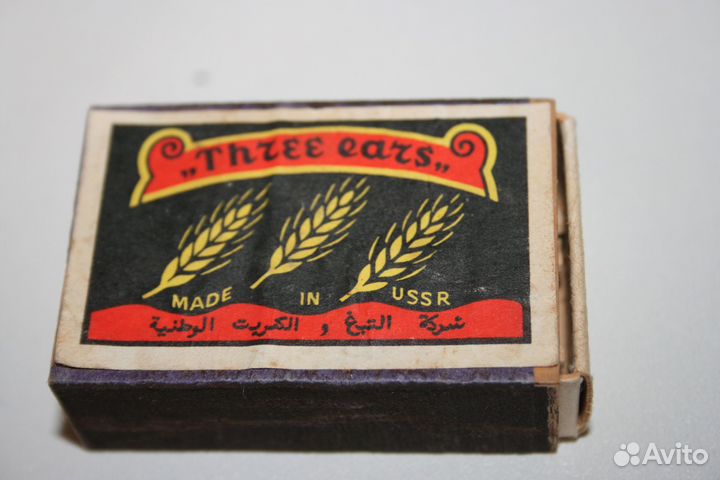 „Three ears„
MADE IN USSR
شركة التبغ و الكبريت الوطنية
Avito